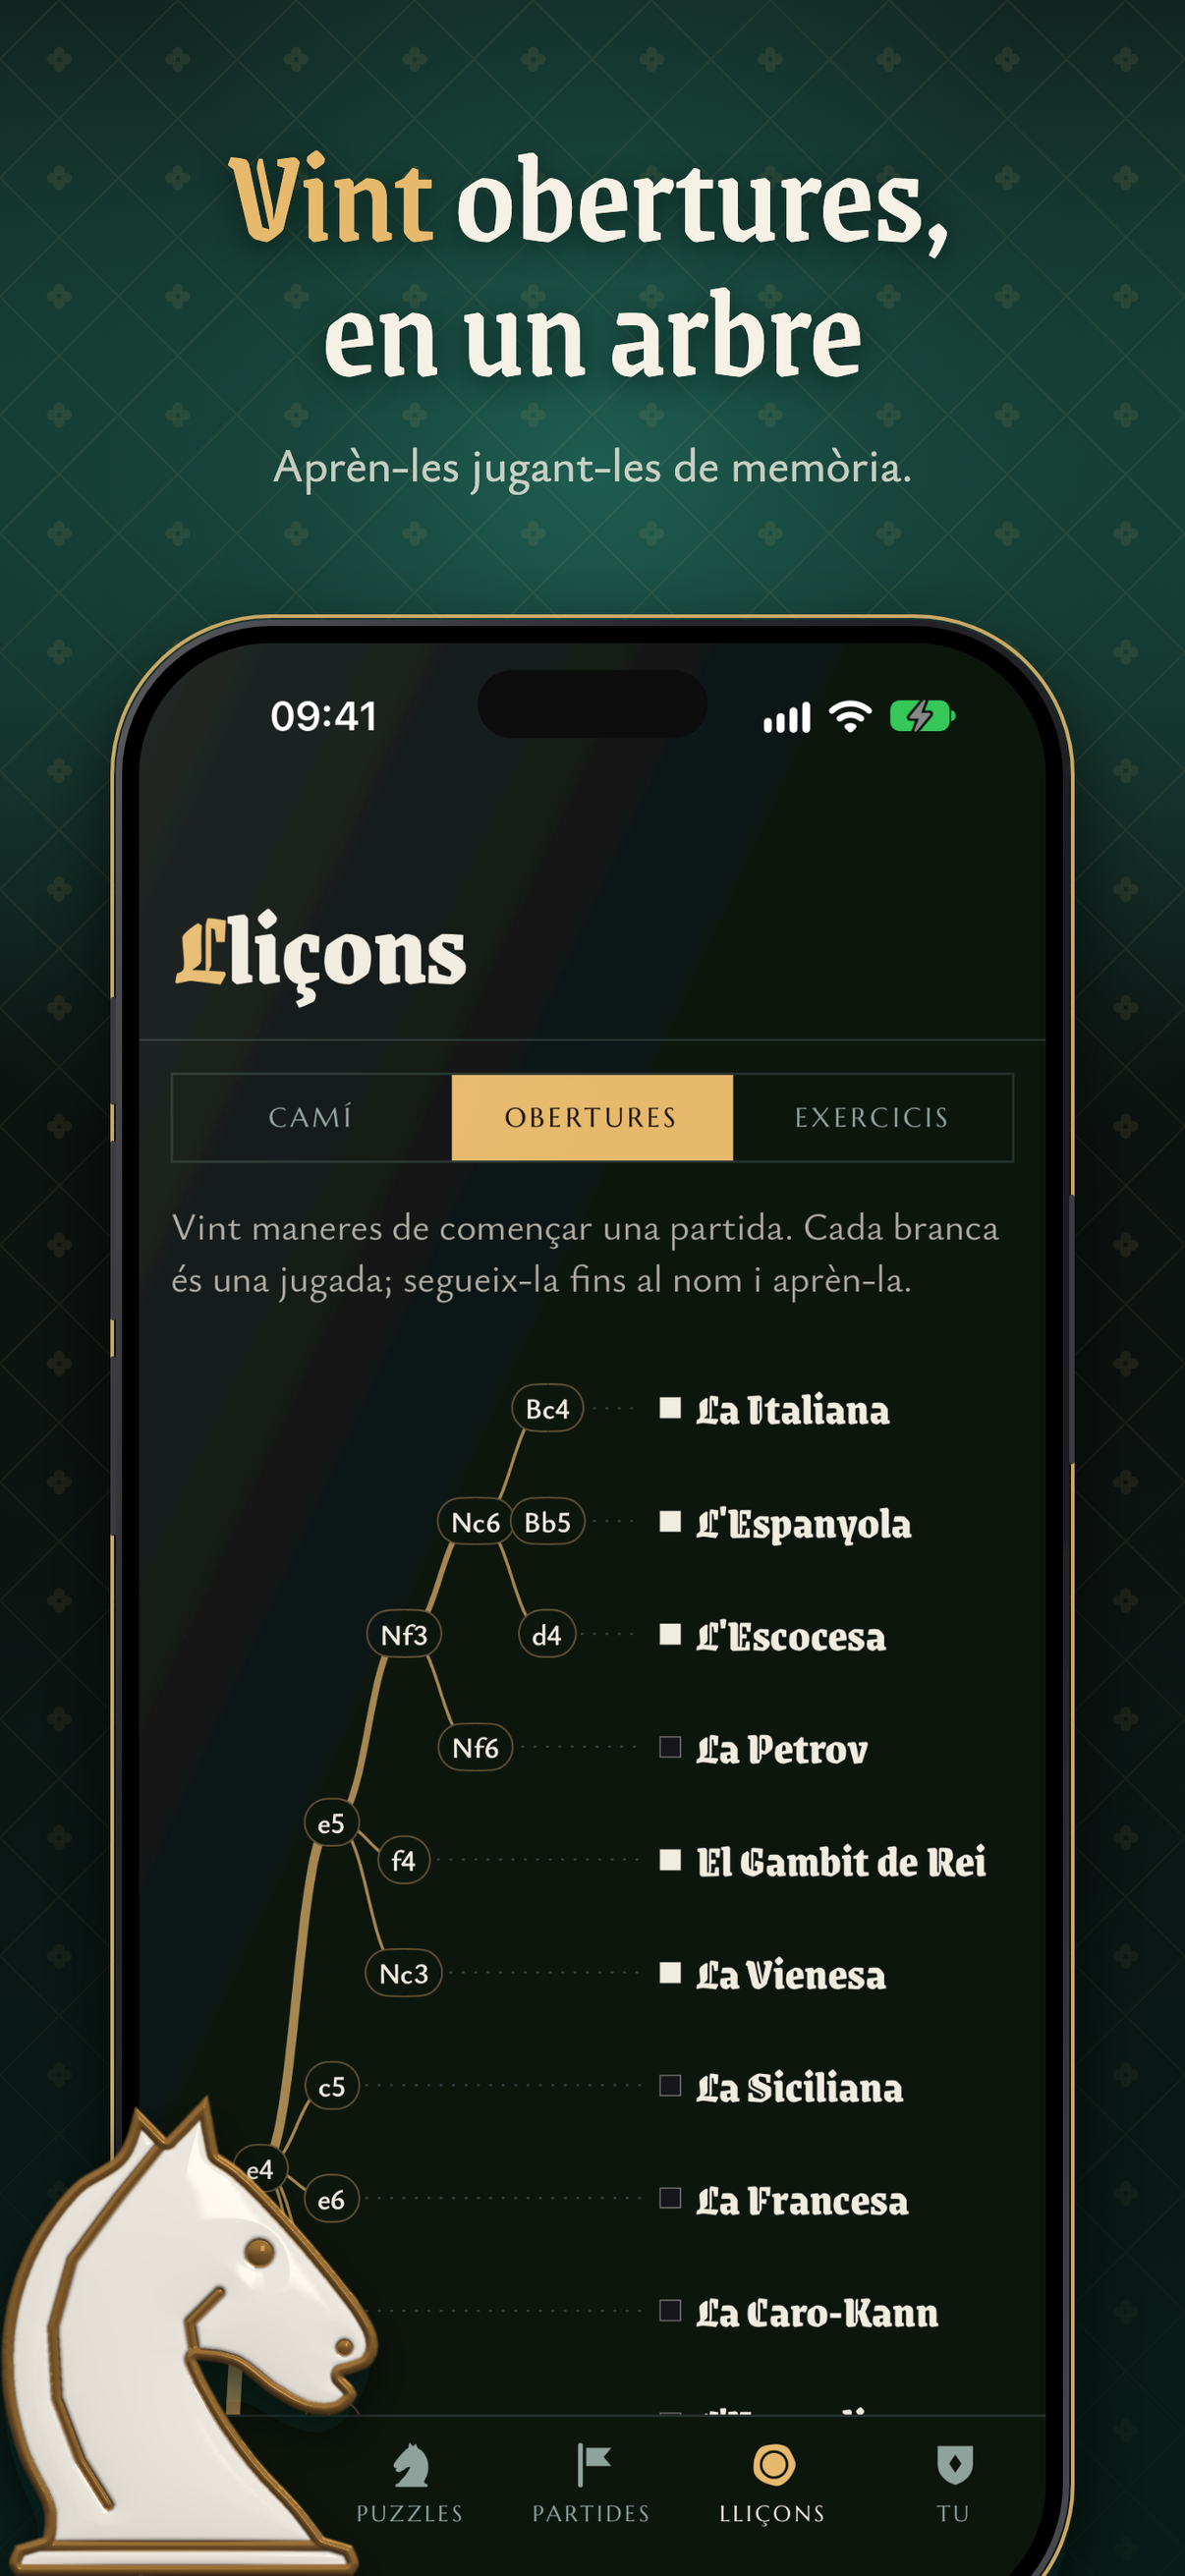 Vint obertures,
en un arbre
Aprèn-les jugant-les de memòria.
09:41
Lliçons
CAMÍ OBERTURES EXERCICIS
Vint maneres de començar una partida. Cada branca
és una jugada; segueix-la fins al nom i aprèn-la.
Bc4 La Italiana
Nc6 Bb5 L'Espanyola
Nf3 d4 L'Escocesa
Nf6 La Petrov
e5
f4 El Gambit de Rei
Nc3 La Vienesa
c5 La Siciliana
e4
e6 La Francesa
La Caro-Kann
PUZZLES PARTIDES LLIÇONS TU